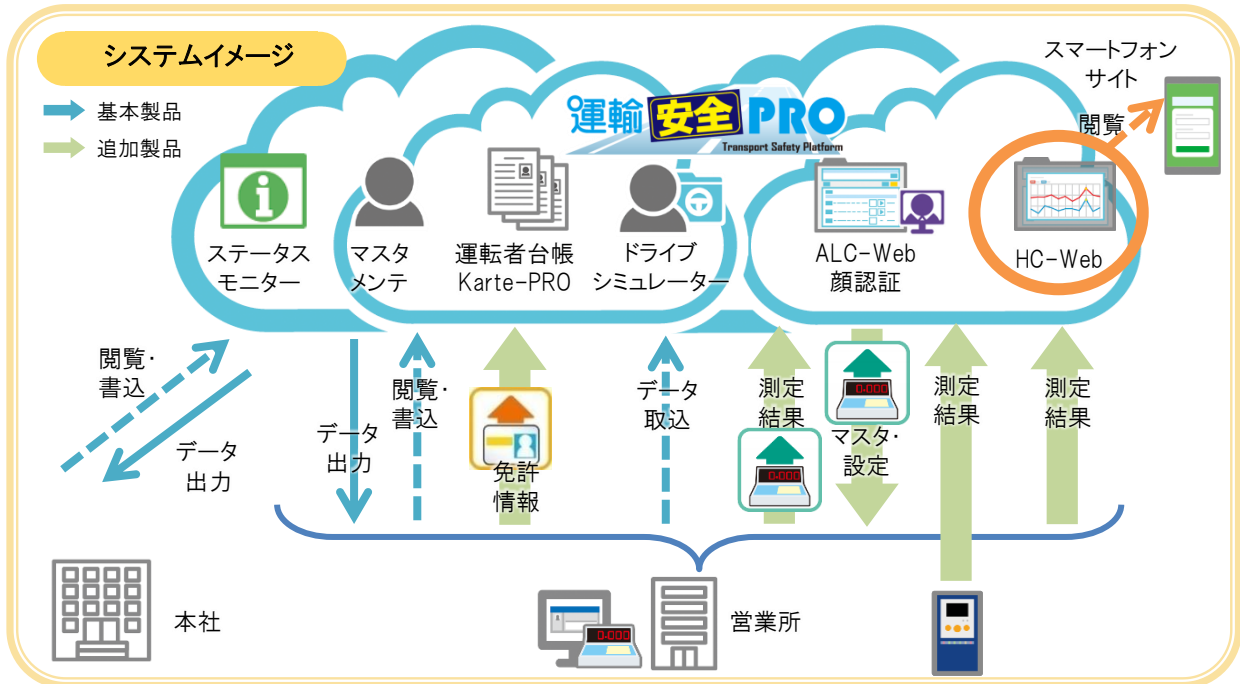 システムイメージ
基本製品
追加製品
運輸安全PRO
Transport Safety Platform
スマートフォン
サイト
閲覧
ステータス
モニター
マスタ
メンテ
運転者台帳
Karte-PRO
ドライブ
シミュレーター
ALC-Web
顔認証
HC-Web
閲覧・
書込
データ
出力
データ
出力
閲覧・
書込
免許
情報
データ
取込
測定
結果
0.000
0.000
マスタ・
設定
測定
結果
測定
結果
本社
0.000
営業所